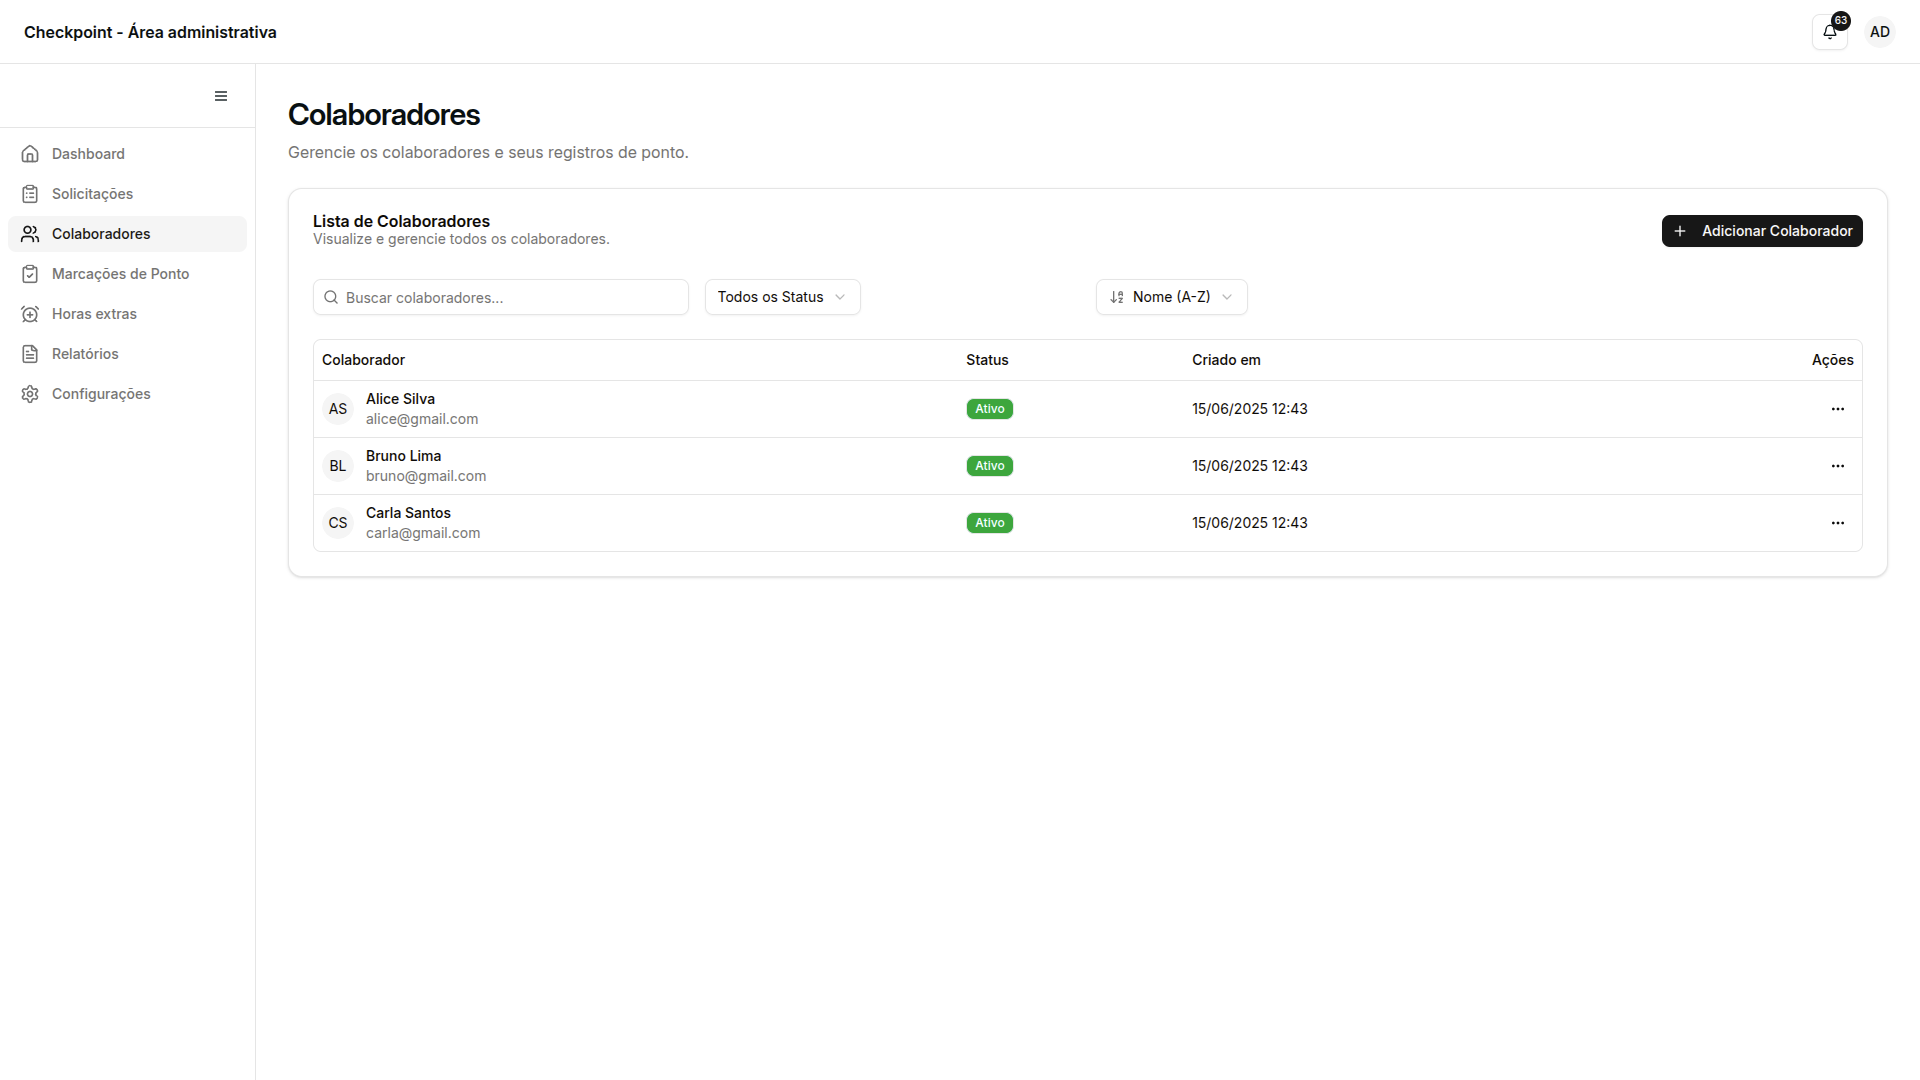 Checkpoint - Área administrativa
63
AD
Dashboard
Solicitações
Colaboradores
Marcações de Ponto
Horas extras
Relatórios
Configurações
Colaboradores
Gerencie os colaboradores e seus registros de ponto.
Lista de Colaboradores
Visualize e gerencie todos os colaboradores.
Adicionar Colaborador
Buscar colaboradores...
Todos os Status
Nome (A-Z)
Colaborador Status Criado em Ações
AS Alice Silva
alice@gmail.com
Ativo
15/06/2025 12:43
BL Bruno Lima
bruno@gmail.com
Ativo
15/06/2025 12:43
CS Carla Santos
carla@gmail.com
Ativo
15/06/2025 12:43